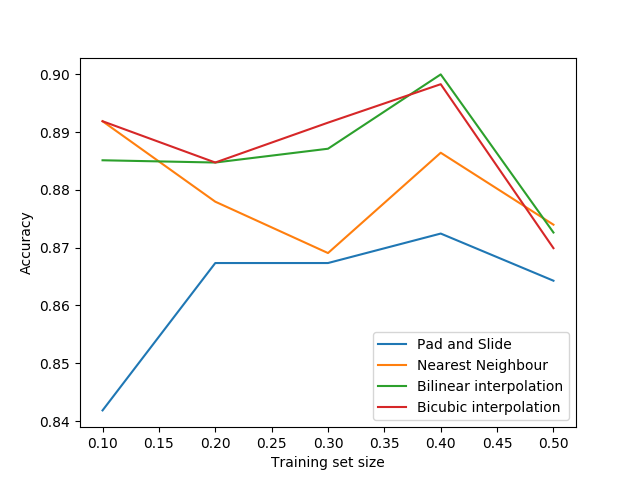 0.90
0.89
0.88
0.87
0.86
0.85
0.84
Accuracy
Pad and Slide
Nearest Neighbour
Bilinear interpolation
Bicubic interpolation
0.10 0.15 0.20 0.25 0.30 0.35 0.40 0.45 0.50
Training set size